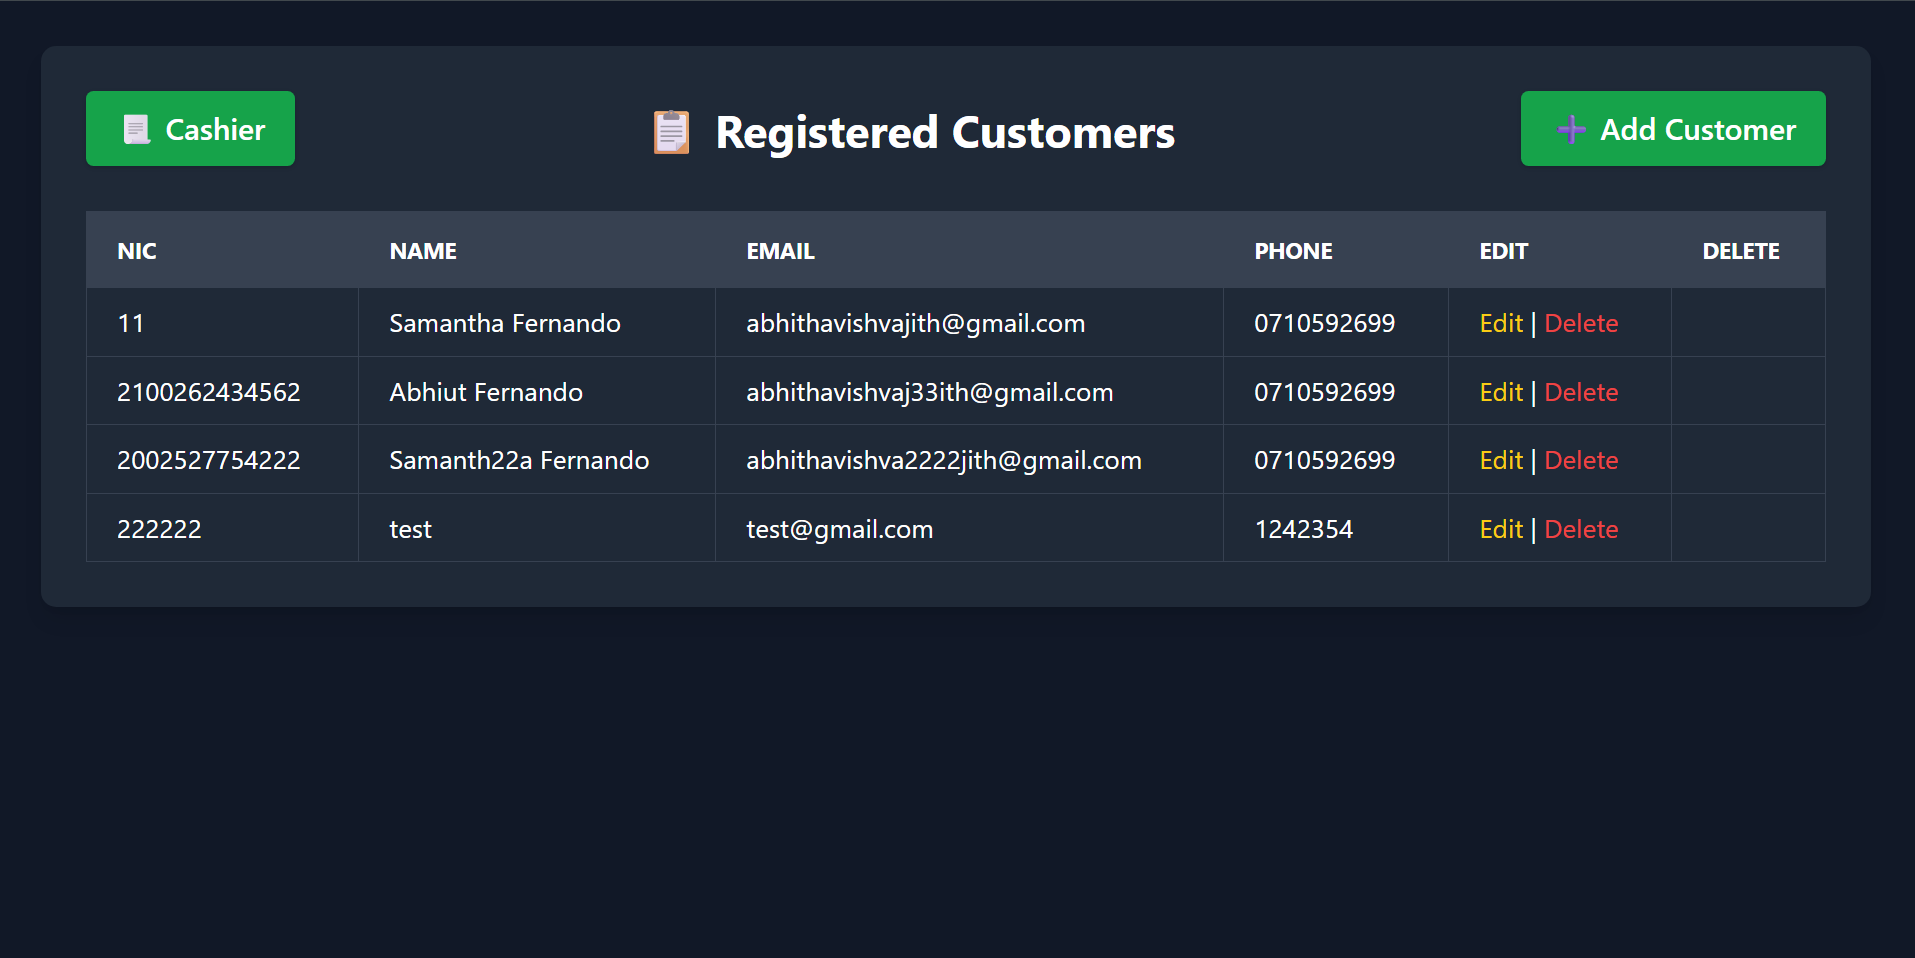 Cashier
Registered Customers
Add Customer
NIC NAME EMAIL PHONE EDIT DELETE
11 Samantha Fernando abhithavishvajith@gmail.com 0710592699 Edit | Delete
2100262434562 Abhiut Fernando abhithavishvaj33ith@gmail.com 0710592699 Edit | Delete
2002527754222 Samanth22a Fernando abhithavishva2222jith@gmail.com 0710592699 Edit | Delete
222222 test test@gmail.com 1242354 Edit | Delete